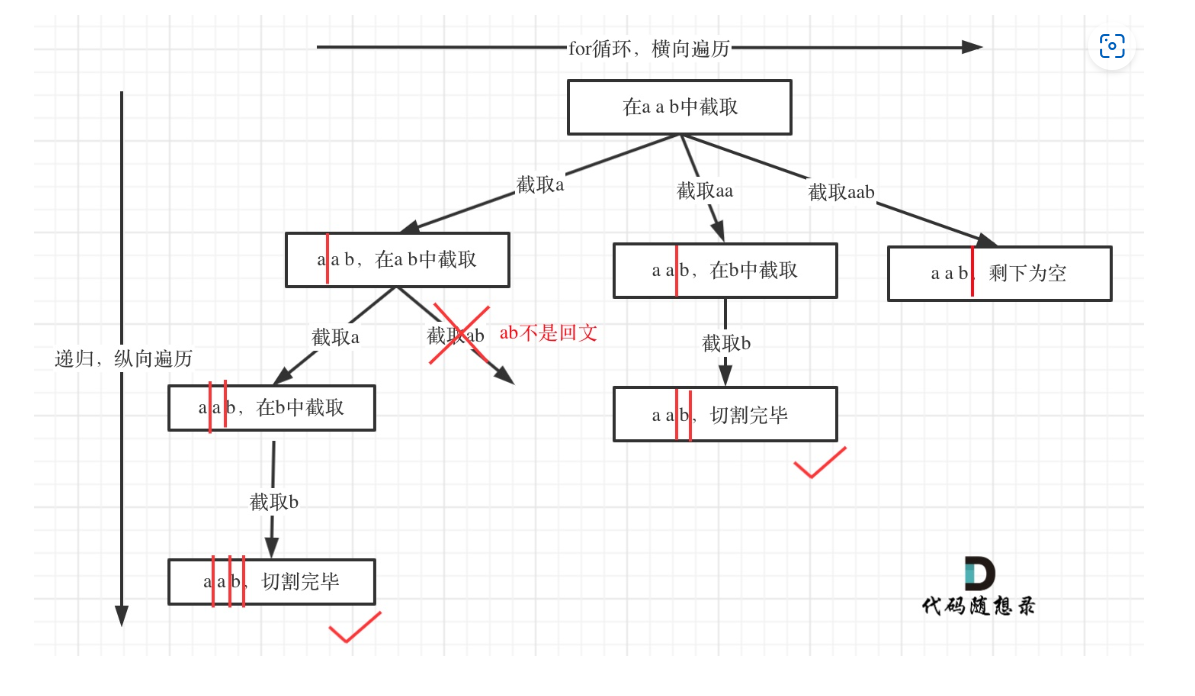 for循环，横向遍历
在a a b中截取
截取a
截取aa
截取aab
a a b，在a b中截取
a a b，在b中截取
a a b，剩下为空
截取a
截取ab
ab不是回文
截取b
递归，纵向遍历
a a b，在b中截取
a a b，切割完毕
截取b
a a b，切割完毕
代码随想录